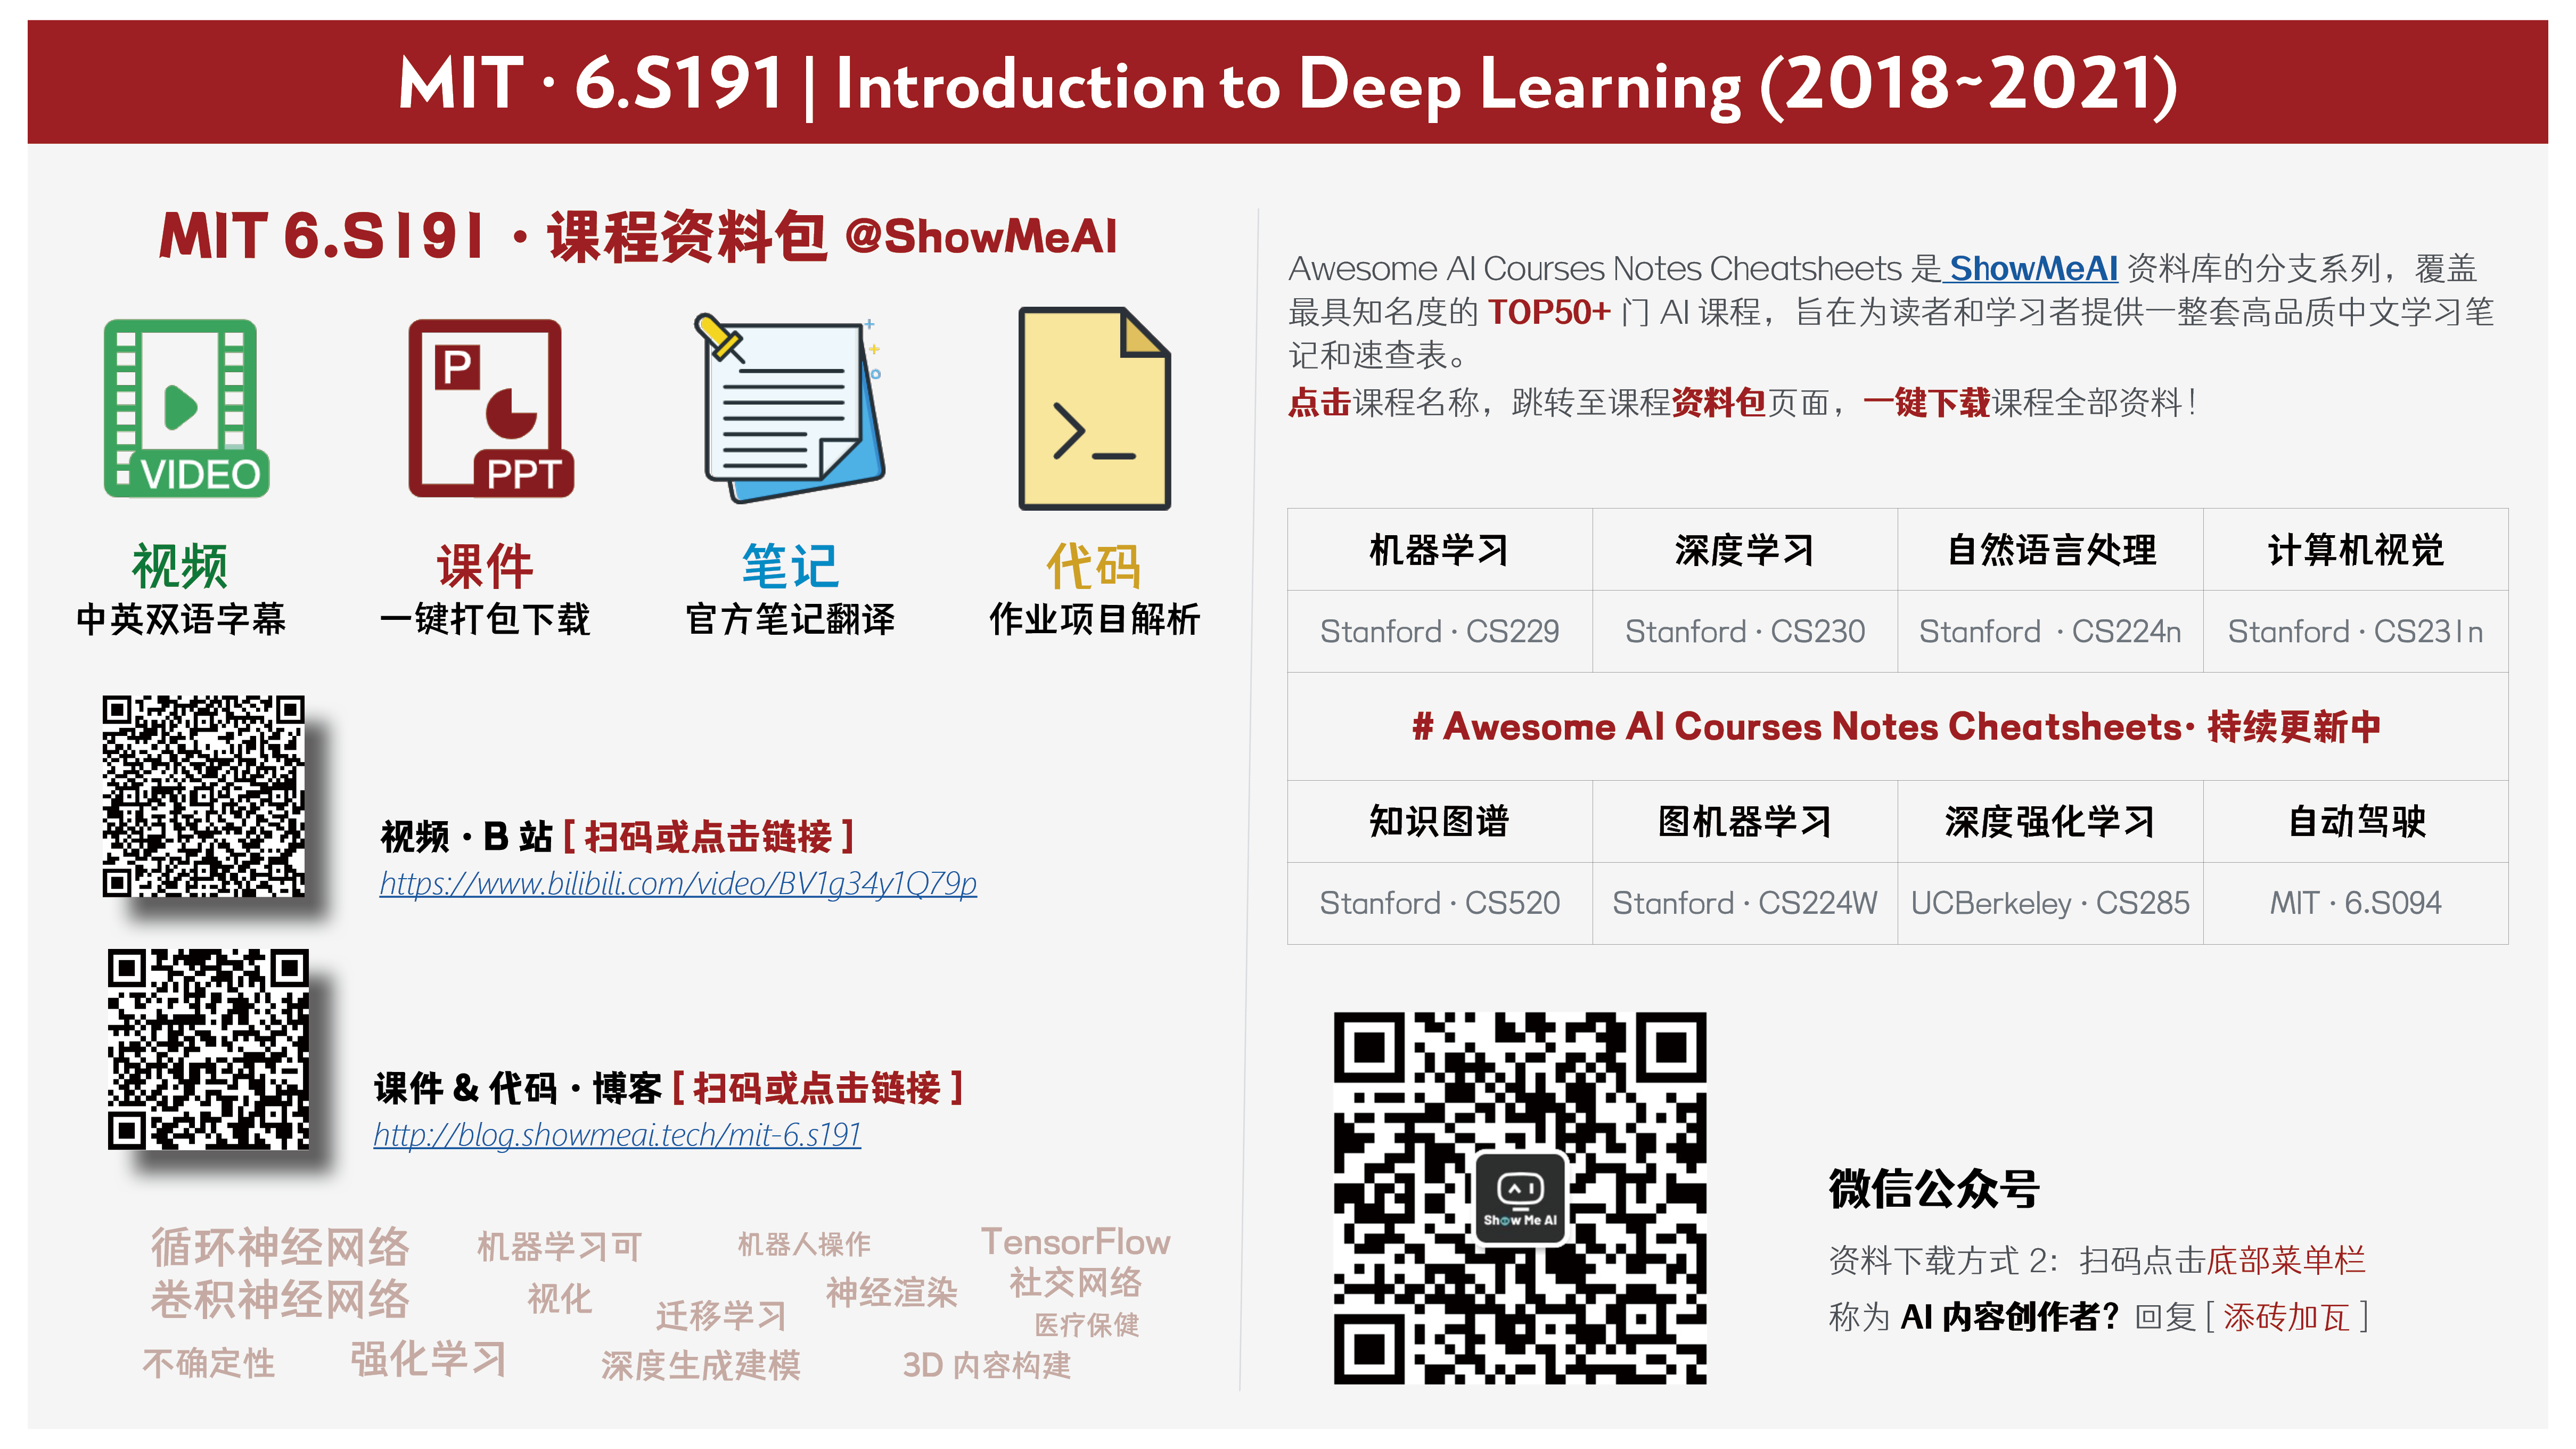 MIT · 6.S191 | Introduction to Deep Learning (2018~2021)
MIT 6.S191 · 课程资料包 @ShowMeAI
VIDEO
P
PPT
视频
课件
笔记
代码
中英双语字幕
一键打包下载
官方笔记翻译
作业项目解析
视频 · B 站 [ 扫码或点击链接 ]
https://www.bilibili.com/video/BV1g34y1Q79p
课件 & 代码 · 博客 [ 扫码或点击链接 ]
http://blog.showmeai.tech/mit-6.s191
循环神经网络
机器学习可
机器人操作
TensorFlow
卷积神经网络
视化
迁移学习
神经渲染
社交网络
医疗保健
不确定性
强化学习
深度生成建模
3D 内容构建
Awesome AI Courses Notes Cheatsheets 是 ShowMeAI 资料库的分支系列，覆盖
最具知名度的 TOP50+ 门 AI 课程，旨在为读者和学习者提供一整套高品质中文学习笔
记和速查表。
点击课程名称，跳转至课程资料包页面，一键下载课程全部资料！
机器学习
深度学习
自然语言处理
计算机视觉
Stanford · CS229
Stanford · CS230
Stanford · CS224n
Stanford · CS231n
# Awesome AI Courses Notes Cheatsheets· 持续更新中
知识图谱
图机器学习
深度强化学习
自动驾驶
Stanford · CS520
Stanford · CS224W
UCBerkeley · CS285
MIT · 6.S094
Show Me AI
微信公众号
资料下载方式 2：扫码点击底部菜单栏
称为 AI 内容创作者？回复 [ 添砖加瓦 ]